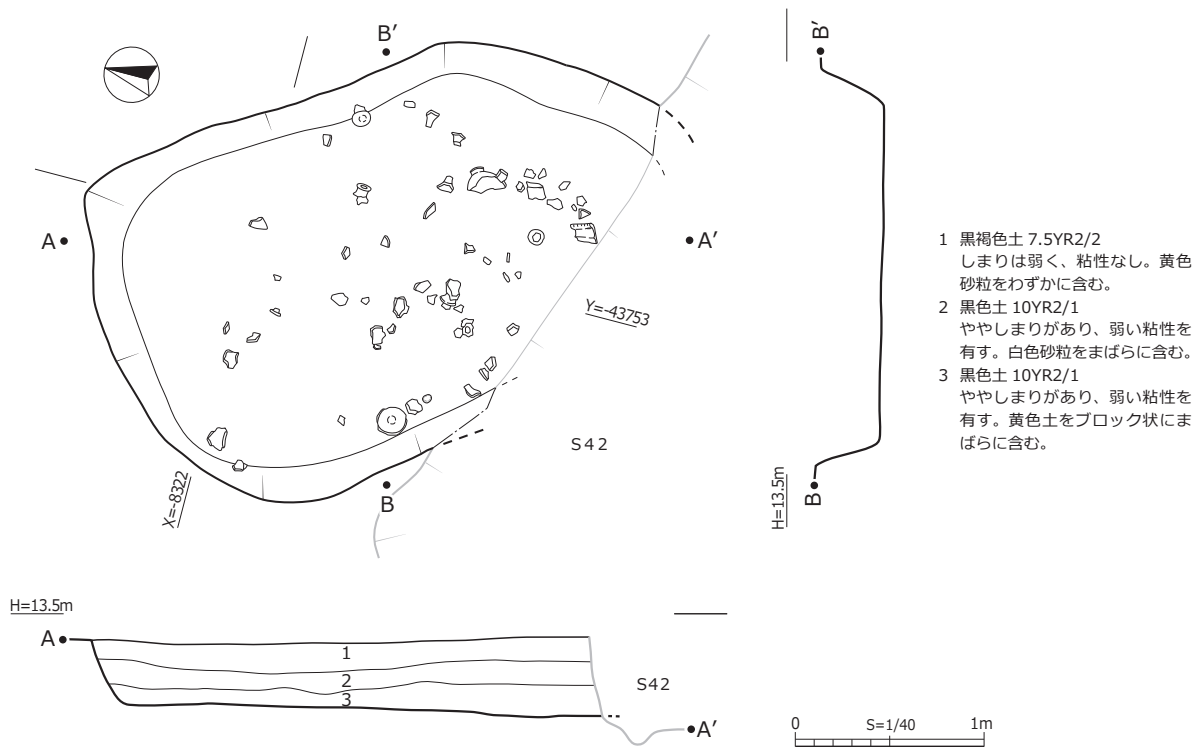 B′
B′
A
A′
1 黒褐色土 7.5YR2/2
しまりは弱く、粘性なし。黄色
砂粒をわずかに含む。
2 黒色土 10YR2/1
ややしまりがあり、弱い粘性を
有す。白色砂粒をまばらに含む。
3 黒色土 10YR2/1
ややしまりがあり、弱い粘性を
有す。黄色土をブロック状にま
ばらに含む。
Y=-43753
S42
X=-8322
B
H=13.5m
B
H=13.5m
A
1
2
3
S42
A′
0 S=1/40 1m